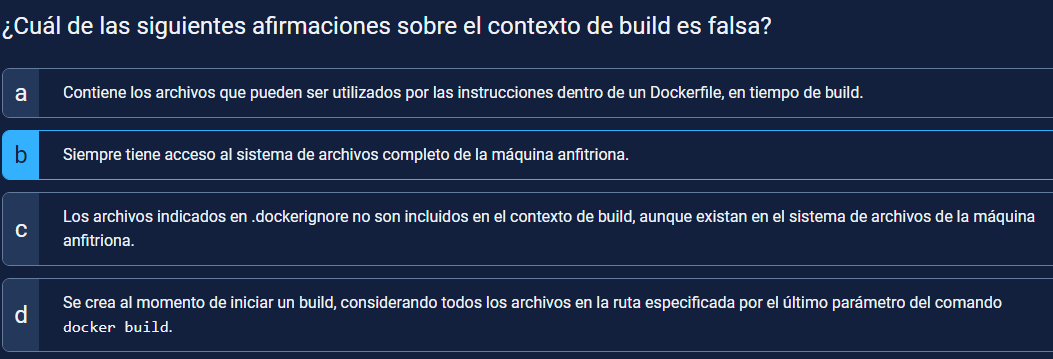 ¿Cuál de las siguientes afirmaciones sobre el contexto de build es falsa?
a
Contiene los archivos que pueden ser utilizados por las instrucciones dentro de un Dockerfile, en tiempo de build.
b
Siempre tiene acceso al sistema de archivos completo de la máquina anfitriona.
c
Los archivos indicados en .dockerignore no son incluidos en el contexto de build, aunque existan en el sistema de archivos de la máquina
anfitriona.
d
Se crea al momento de iniciar un build, considerando todos los archivos en la ruta especificada por el último parámetro del comando
docker build.